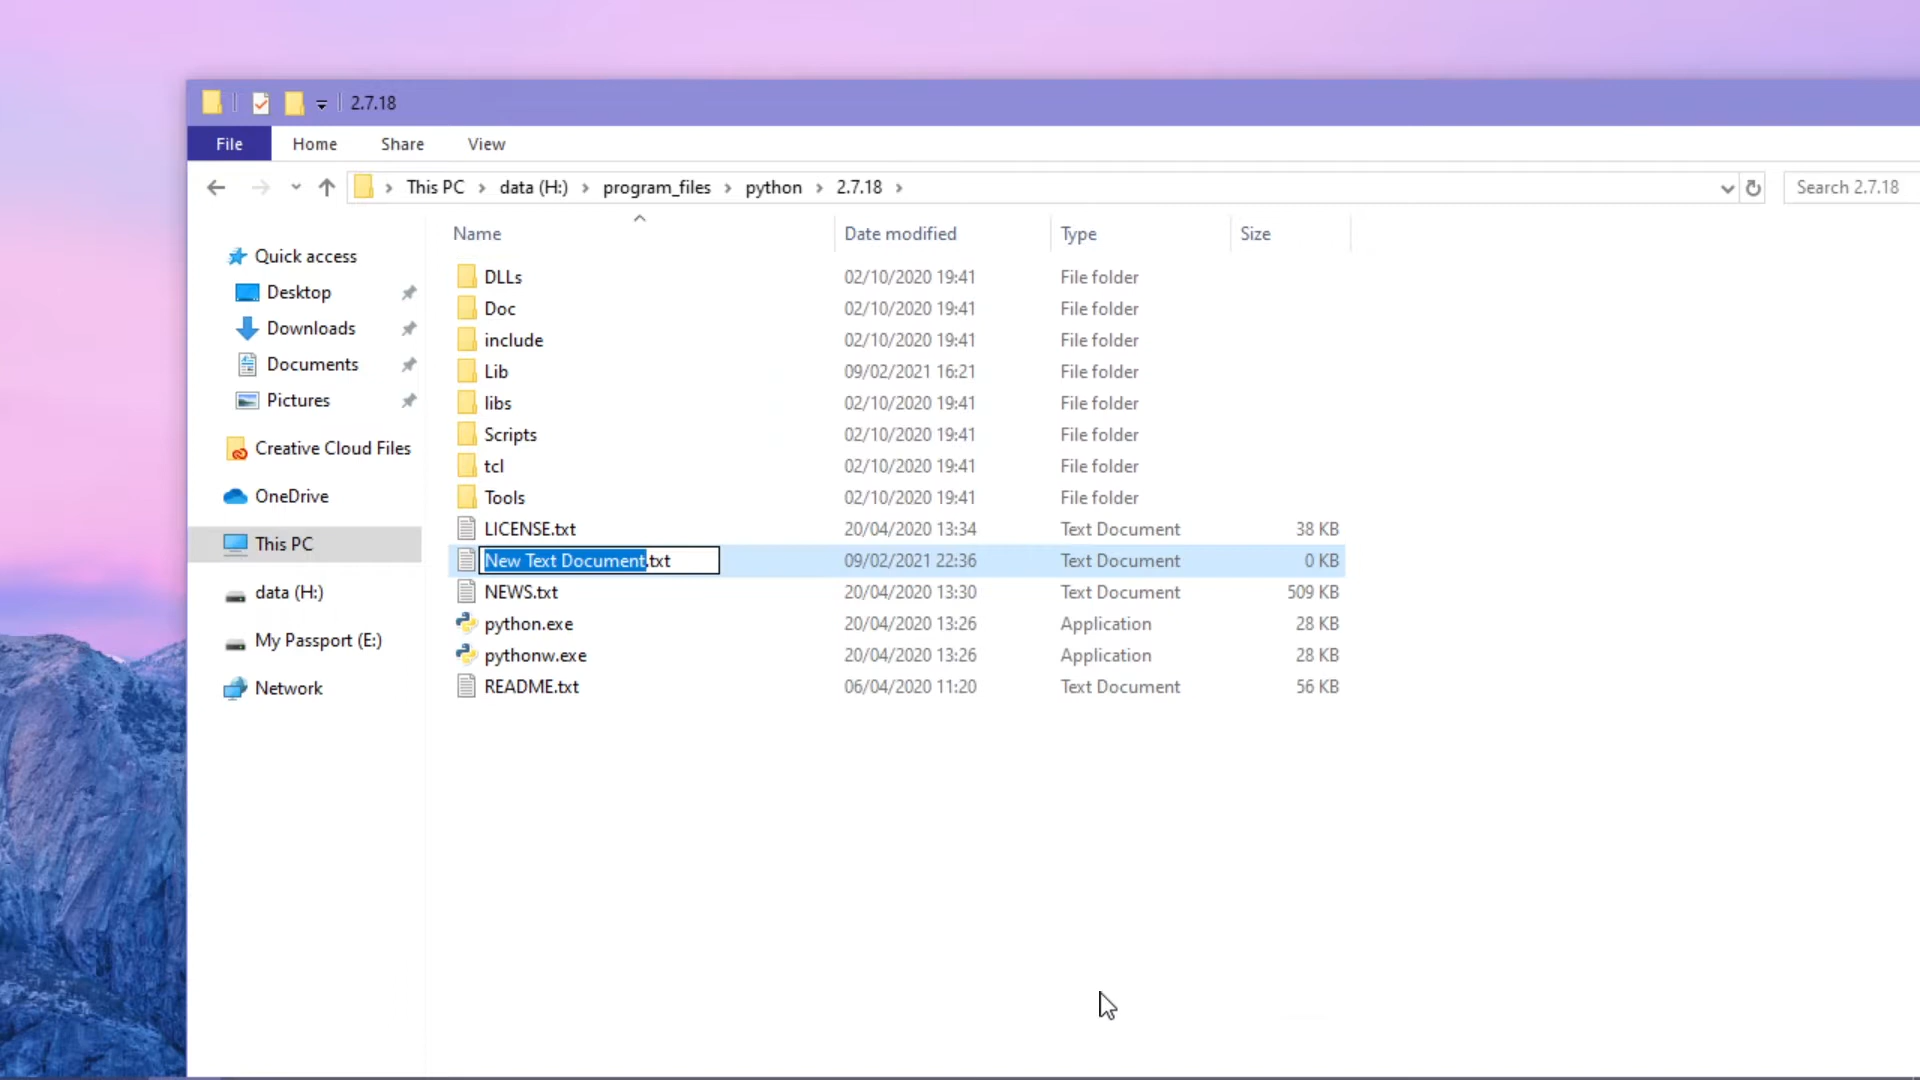 2.7.18
File Home Share View
This PC data (H:) program_files python 2.7.18 Search 2.7.18
Name Date modified Type Size
Quick access
Desktop
Downloads
Documents
Pictures
Creative Cloud Files
OneDrive
This PC
data (H:)
My Passport (E:)
Network
DLLs 02/10/2020 19:41 File folder
Doc 02/10/2020 19:41 File folder
include 02/10/2020 19:41 File folder
Lib 09/02/2021 16:21 File folder
libs 02/10/2020 19:41 File folder
Scripts 02/10/2020 19:41 File folder
tcl 02/10/2020 19:41 File folder
Tools 02/10/2020 19:41 File folder
LICENSE.txt 20/04/2020 13:34 Text Document 38 KB
New Text Document.txt 09/02/2021 22:36 Text Document 0 KB
NEWS.txt 20/04/2020 13:30 Text Document 509 KB
python.exe 20/04/2020 13:26 Application 28 KB
pythonw.exe 20/04/2020 13:26 Application 28 KB
README.txt 06/04/2020 11:20 Text Document 56 KB